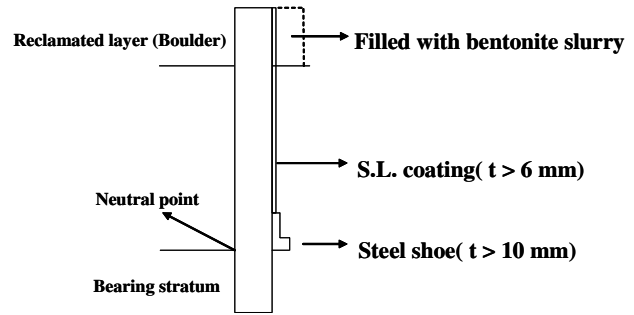 Reclamated layer (Boulder)
Filled with bentonite slurry
S.L. coating( t > 6 mm)
Neutral point
Steel shoe( t > 10 mm)
Bearing stratum